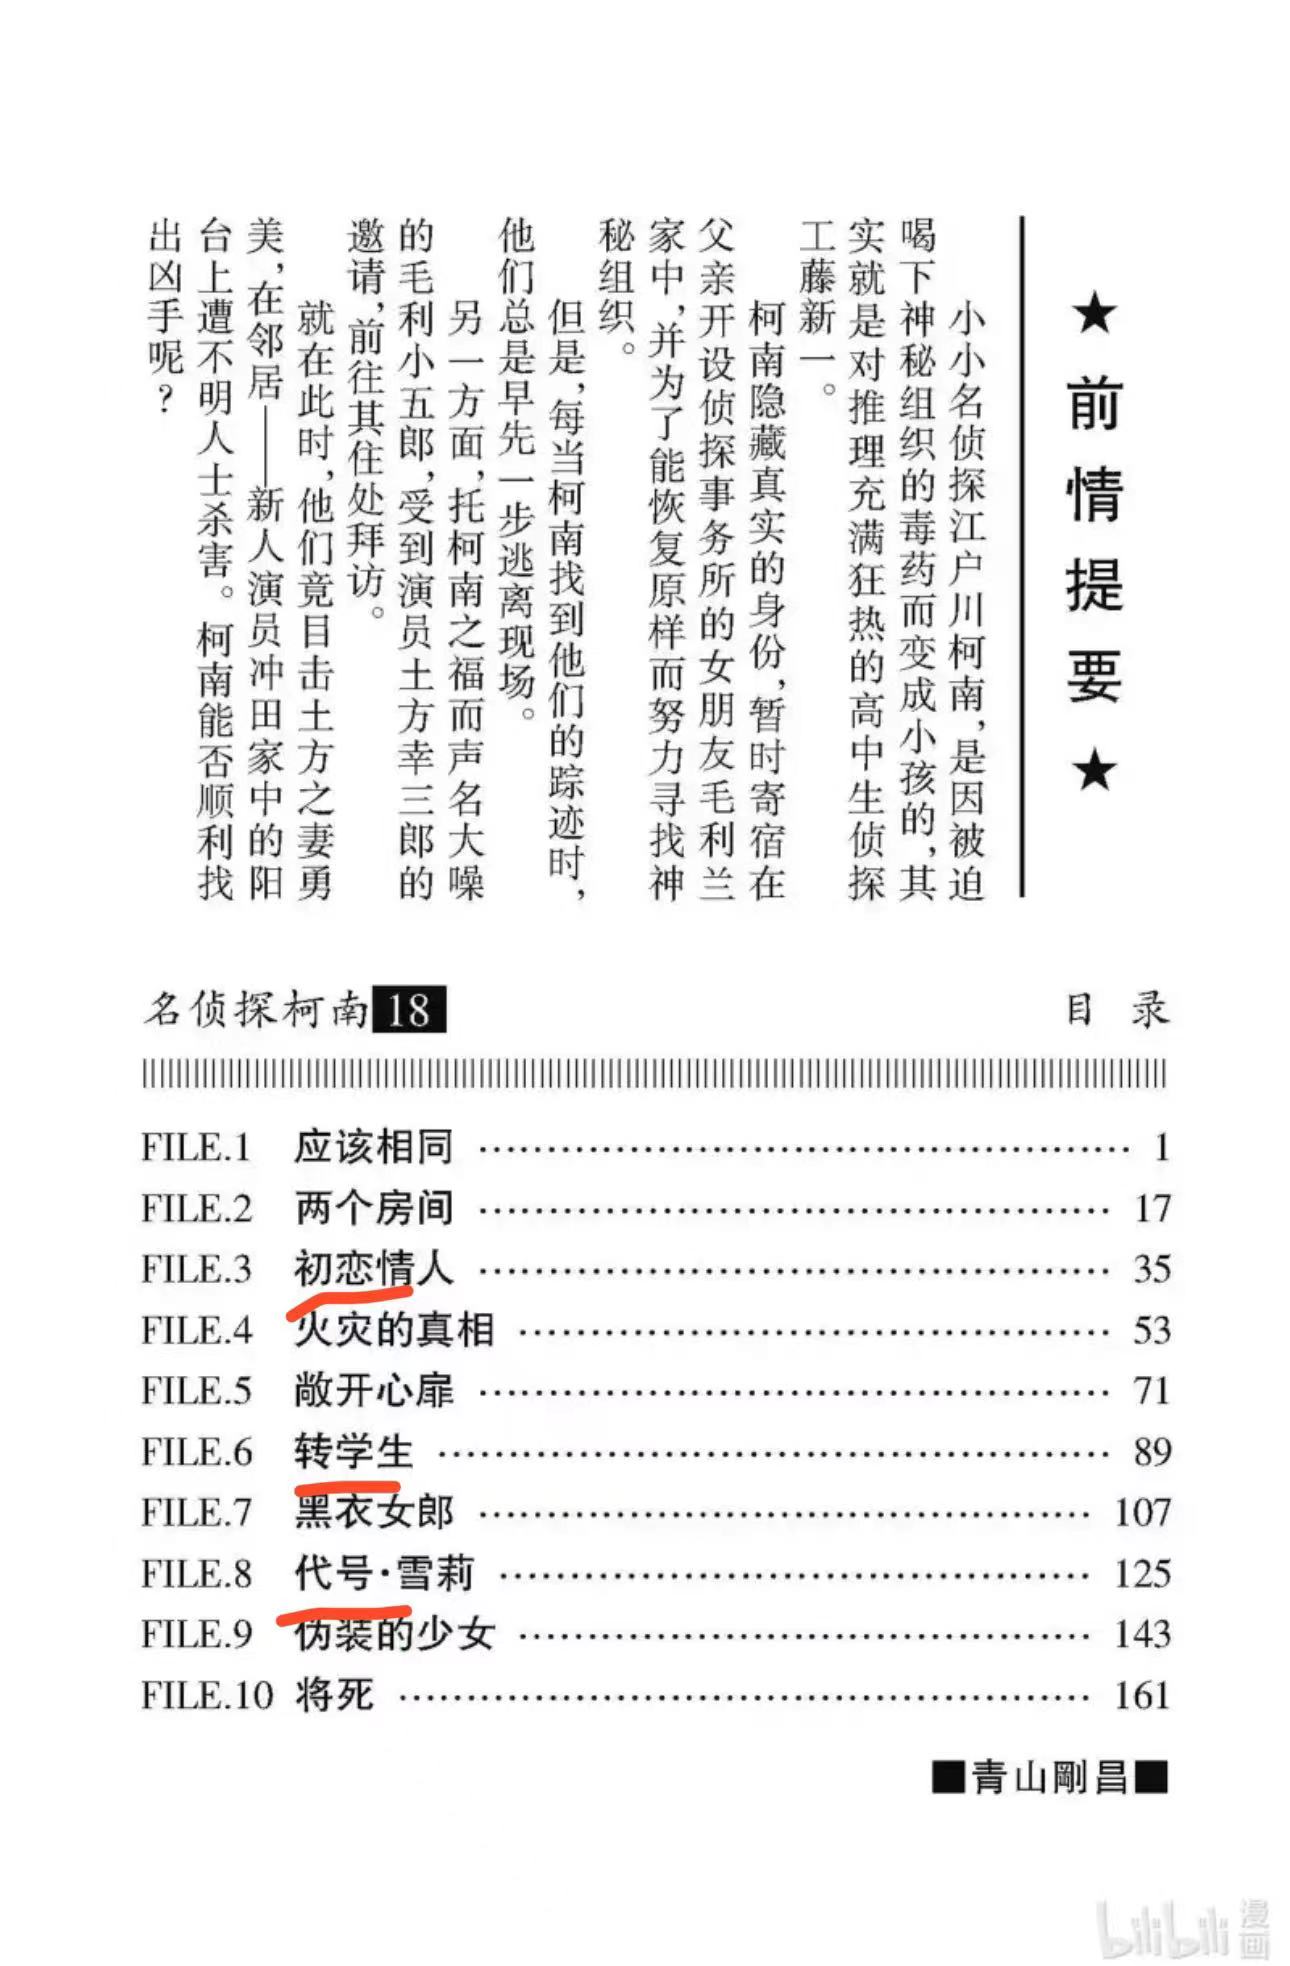 ★前情提要★
小小名侦探江户川柯南，是因被迫
喝下神秘组织的毒药而变成小孩的，其
实就是对推理充满狂热的高中生侦探
工藤新一。
柯南隐藏真实的身份，暂时寄宿在
父亲开设侦探事务所的女朋友毛利兰
家中，并为了能恢复原样而努力寻找神
秘组织。
但是，每当柯南找到他们的踪迹时，
他们总是早先一步逃离现场。
另一方面，托柯南之福而声名大噪
的毛利小五郎，受到演员土方幸三郎的
邀请，前往其住处拜访。
就在此时，他们竟目击土方之妻勇
美，在邻居——新人演员冲田家中的阳
台上遭不明人士杀害。柯南能否顺利找
出凶手呢？
名侦探柯南 18 目录
FILE.1 应该相同 …… 1
FILE.2 两个房间 …… 17
FILE.3 初恋情人 …… 35
FILE.4 火灾的真相 …… 53
FILE.5 敞开心扉 …… 71
FILE.6 转学生 …… 89
FILE.7 黑衣女郎 …… 107
FILE.8 代号·雪莉 …… 125
FILE.9 伪装的少女 …… 143
FILE.10 将死 …… 161
■青山剛昌■
bilibili 漫画